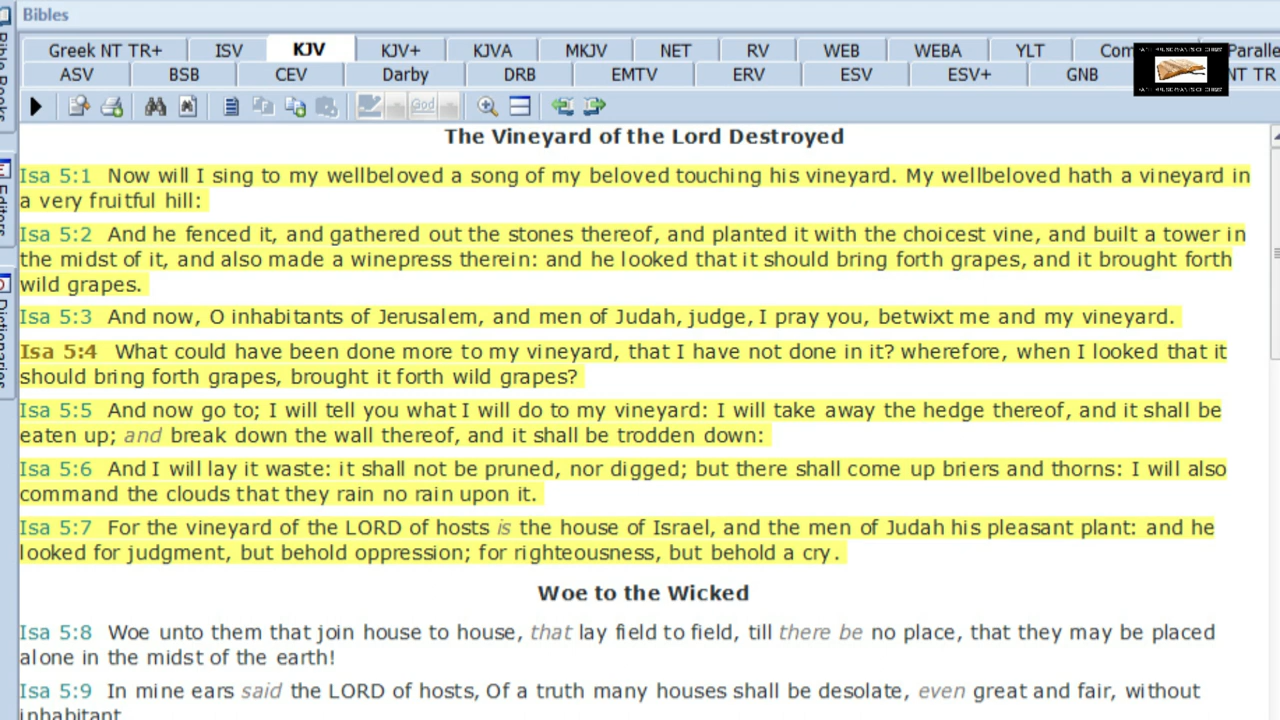 Bibles
Greek NT TR+ ISV KJV KJV+ KJVA MKJV NET RV WEB WEBA YLT Com Paralle
ASV BSB CEV Darby DRB EMTV ERV ESV ESV+ GNB NT TR
Bible Books
Editors
Dictionaries
God
The Vineyard of the Lord Destroyed
Isa 5:1 Now will I sing to my wellbeloved a song of my beloved touching his vineyard. My wellbeloved hath a vineyard in
a very fruitful hill:
Isa 5:2 And he fenced it, and gathered out the stones thereof, and planted it with the choicest vine, and built a tower in
the midst of it, and also made a winepress therein: and he looked that it should bring forth grapes, and it brought forth
wild grapes.
Isa 5:3 And now, O inhabitants of Jerusalem, and men of Judah, judge, I pray you, betwixt me and my vineyard.
Isa 5:4 What could have been done more to my vineyard, that I have not done in it? wherefore, when I looked that it
should bring forth grapes, brought it forth wild grapes?
Isa 5:5 And now go to; I will tell you what I will do to my vineyard: I will take away the hedge thereof, and it shall be
eaten up; and break down the wall thereof, and it shall be trodden down:
Isa 5:6 And I will lay it waste: it shall not be pruned, nor digged; but there shall come up briers and thorns: I will also
command the clouds that they rain no rain upon it.
Isa 5:7 For the vineyard of the LORD of hosts is the house of Israel, and the men of Judah his pleasant plant: and he
looked for judgment, but behold oppression; for righteousness, but behold a cry.
Woe to the Wicked
Isa 5:8 Woe unto them that join house to house, that lay field to field, till there be no place, that they may be placed
alone in the midst of the earth!
Isa 5:9 In mine ears said the LORD of hosts, Of a truth many houses shall be desolate, even great and fair, without
inhabitant